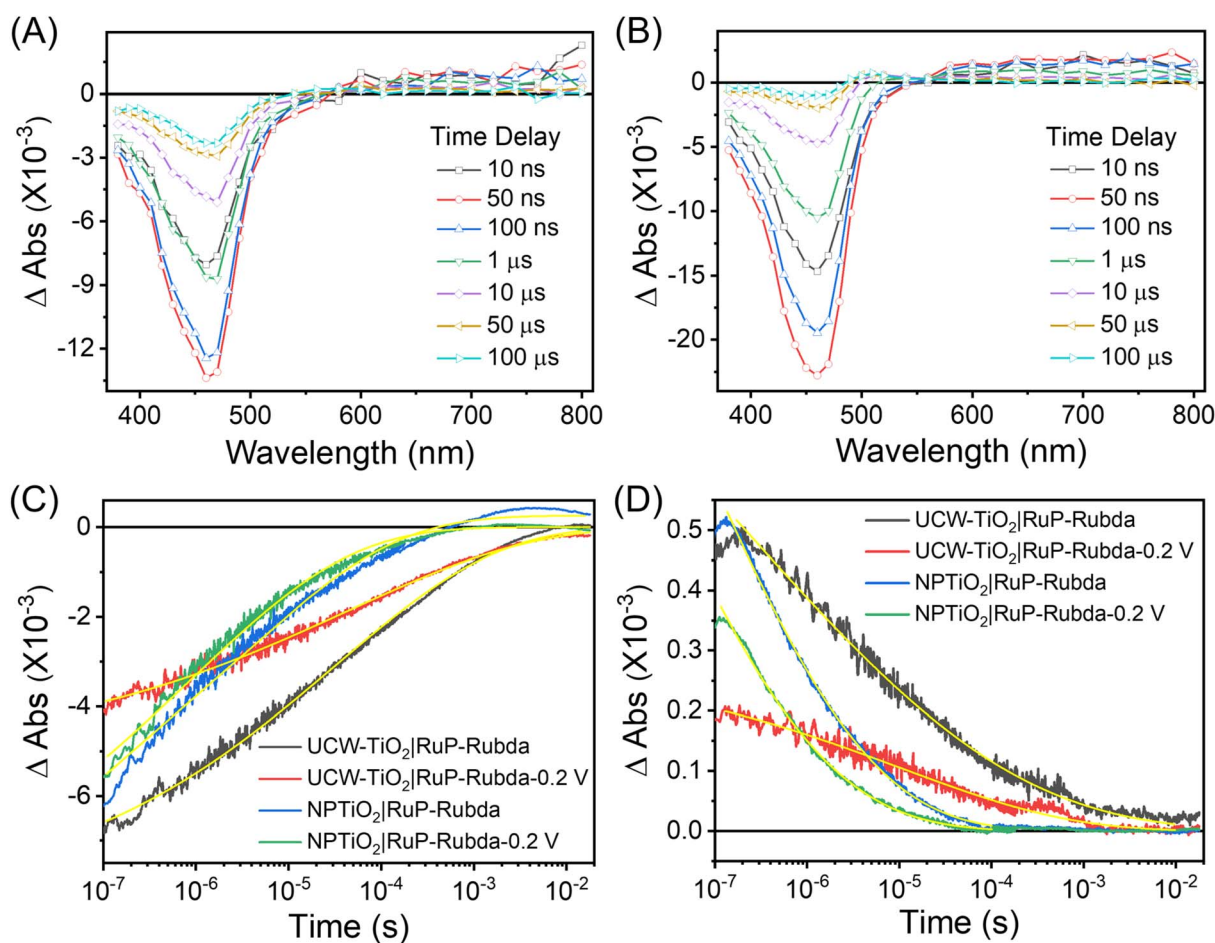 (A)
Δ Abs (X10⁻³)
0
-3
-6
-9
-12
400
500
600
700
800
Wavelength (nm)
Time Delay
10 ns
50 ns
100 ns
1 μs
10 μs
50 μs
100 μs
(B)
Δ Abs (X10⁻³)
5
0
-5
-10
-15
-20
400
500
600
700
800
Wavelength (nm)
Time Delay
10 ns
50 ns
100 ns
1 μs
10 μs
50 μs
100 μs
(C)
Δ Abs (X10⁻³)
0
-2
-4
-6
10⁻⁷
10⁻⁶
10⁻⁵
10⁻⁴
10⁻³
10⁻²
Time (s)
UCW-TiO₂|RuP-Rubda
UCW-TiO₂|RuP-Rubda-0.2 V
NPTiO₂|RuP-Rubda
NPTiO₂|RuP-Rubda-0.2 V
(D)
Δ Abs (X10⁻³)
0.5
0.4
0.3
0.2
0.1
0.0
10⁻⁷
10⁻⁶
10⁻⁵
10⁻⁴
10⁻³
10⁻²
Time (s)
UCW-TiO₂|RuP-Rubda
UCW-TiO₂|RuP-Rubda-0.2 V
NPTiO₂|RuP-Rubda
NPTiO₂|RuP-Rubda-0.2 V